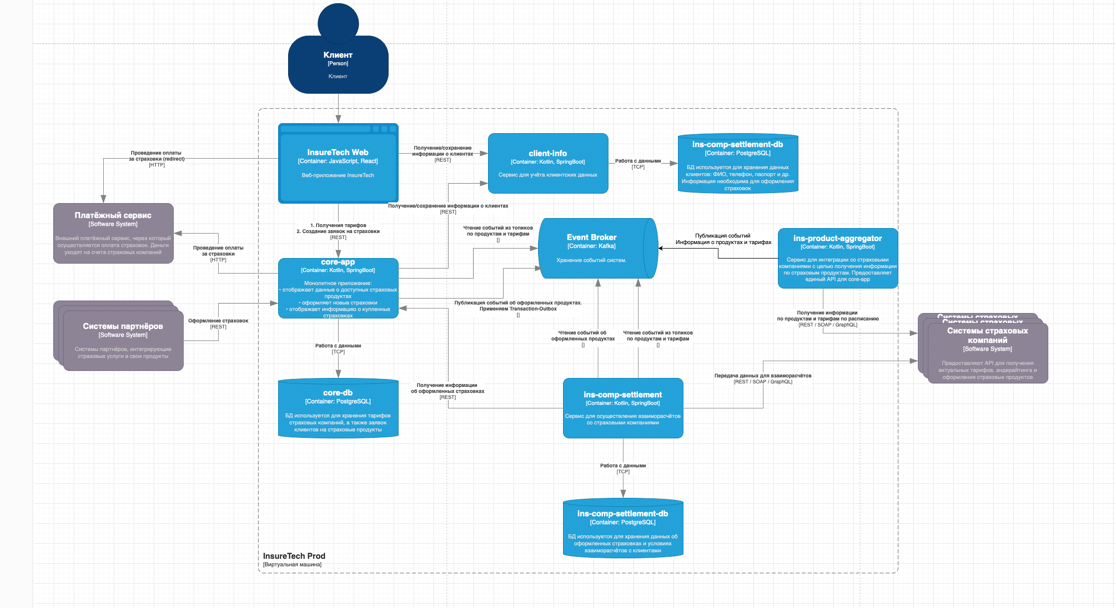 Клиент
[Person]
Клиент
InsureTech Web
[Container: JavaScript, React]
Веб-приложение InsureTech
Получение/сохранение
информации о клиентах
[REST]
client-info
[Container: Kotlin, SpringBoot]
Сервис для учёта клиентских данных
Работа с данными
[TCP]
ins-comp-settlement-db
[Container: PostgreSQL]
БД используется для хранения данных
клиентов: ФИО, телефон, паспорт и др.
Информация необходима для оформления
страховок
Проведение оплаты
за страховки (redirect)
[HTTP]
Платёжный сервис
[Software System]
Внешний платёжный сервис, через который
осуществляется оплата страховок. Деньги
уходят на счета страховых компаний
Проведение оплаты
за страховки
[HTTP]
1. Получения тарифов
2. Создание заявок на страховки
[REST]
Получение/сохранение информации о клиентах
[REST]
Чтение событий из топиков
по продуктам и тарифам
[]
Event Broker
[Container: Kafka]
Хранение событий систем.
Публикация событий
Информация о продуктах и тарифах
ins-product-aggregator
[Container: Kotlin, SpringBoot]
Сервис для интеграции со страховыми
компаниями с целью получения информации
по страховым продуктам. Предоставляет
единый API для core-app
core-app
[Container: Kotlin, SpringBoot]
Монолитное приложение:
- отображает данные о доступных страховых
продуктах
- оформляет новые страховки
- отображает информацию о купленных
страховках
Публикация событий об оформленных продуктах.
Применяем Transaction-Outbox
[]
Системы партнёров
[Software System]
Системы партнёров, интегрирующие
страховые услуги в свои продукты
Оформление страховок
[REST]
Получение информации
по продуктам и тарифам по расписанию
[REST / SOAP / GraphQL]
Системы страховых
Системы страховых
Системы страховых
компаний
[Software System]
Предоставляют API для получения
актуальных тарифов, андерайтинга и
оформления страховых продуктов
Чтение событий об
оформленных продуктах
[]
Чтение событий из топиков
по продуктам и тарифам
[]
Работа с данными
[TCP]
core-db
[Container: PostgreSQL]
БД используется для хранения тарифов
страховых компаний, а также заявок
клиентов на страховые продукты
Получение информации
об оформленных страховках
[REST]
Передача данных для взаиморасчётов
[REST / SOAP / GraphQL]
ins-comp-settlement
[Container: Kotlin, SpringBoot]
Сервис для осуществления взаиморасчётов
со страховыми компаниями
Работа с данными
[TCP]
ins-comp-settlement-db
[Container: PostgreSQL]
БД используется для хранения данных об
оформленных страховках и условиях
взаиморасчётов с клиентами
InsureTech Prod
[Виртуальная машина]